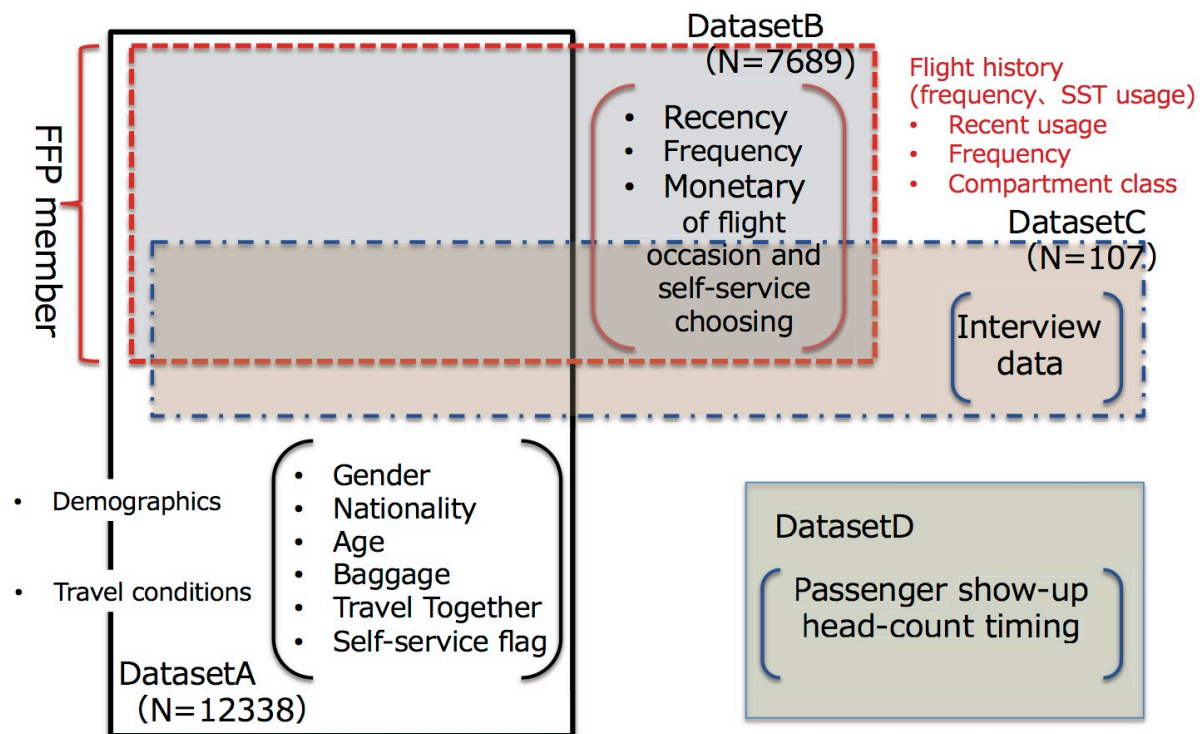 DatasetB
(N=7689)
Flight history
(frequency、SST usage)
• Recent usage
• Frequency
• Compartment class
FFP member
• Recency
• Frequency
• Monetary
of flight
occasion and
self-service
choosing
DatasetC
(N=107)
Interview
data
• Demographics
• Travel conditions
• Gender
• Nationality
• Age
• Baggage
• Travel Together
• Self-service flag
DatasetA
(N=12338)
DatasetD
Passenger show-up
head-count timing